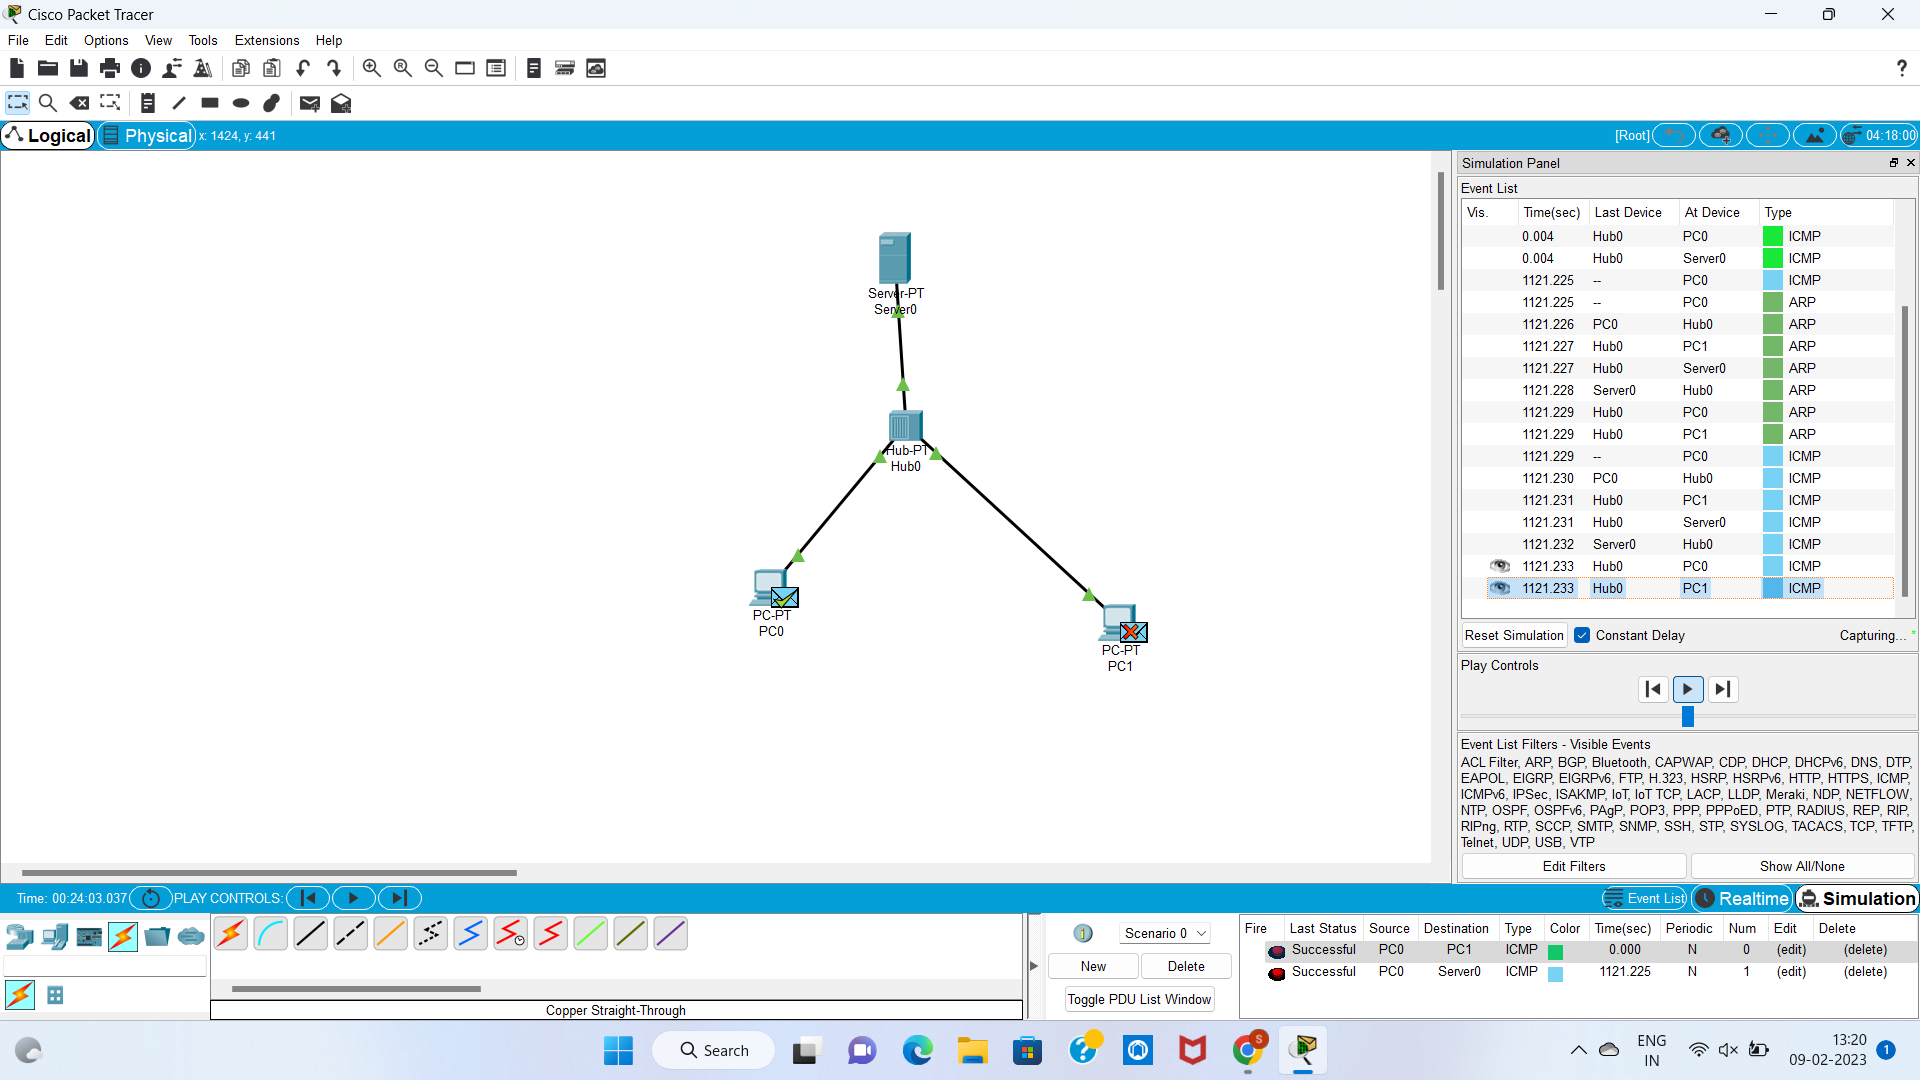 Cisco Packet Tracer
File Edit Options View Tools Extensions Help
?
Logical Physical x: 1424, y: 441 [Root] 04:18:00
Server-PT
Server0
Hub-PT
Hub0
PC-PT
PC0
PC-PT
PC1
Simulation Panel
Event List
Vis. Time(sec) Last Device At Device Type
0.004 Hub0 PC0 ICMP
0.004 Hub0 Server0 ICMP
1121.225 -- PC0 ICMP
1121.225 -- PC0 ARP
1121.226 PC0 Hub0 ARP
1121.227 Hub0 PC1 ARP
1121.227 Hub0 Server0 ARP
1121.228 Server0 Hub0 ARP
1121.229 Hub0 PC0 ARP
1121.229 Hub0 PC1 ARP
1121.229 -- PC0 ICMP
1121.230 PC0 Hub0 ICMP
1121.231 Hub0 PC1 ICMP
1121.231 Hub0 Server0 ICMP
1121.232 Server0 Hub0 ICMP
1121.233 Hub0 PC0 ICMP
1121.233 Hub0 PC1 ICMP
Reset Simulation Constant Delay Capturing...
Play Controls
Event List Filters - Visible Events
ACL Filter, ARP, BGP, Bluetooth, CAPWAP, CDP, DHCP, DHCPv6, DNS, DTP,
EAPOL, EIGRP, EIGRPv6, FTP, H.323, HSRP, HSRPv6, HTTP, HTTPS, ICMP,
ICMPv6, IPSec, ISAKMP, IoT, IoT TCP, LACP, LLDP, Meraki, NDP, NETFLOW,
NTP, OSPF, OSPFv6, PAgP, POP3, PPP, PPPoED, PTP, RADIUS, REP, RIP,
RIPng, RTP, SCCP, SMTP, SNMP, SSH, STP, SYSLOG, TACACS, TCP, TFTP,
Telnet, UDP, USB, VTP
Edit Filters Show All/None
Time: 00:24:03.037 PLAY CONTROLS: Event List Realtime Simulation
Copper Straight-Through
1 Scenario 0
New Delete
Toggle PDU List Window
Fire Last Status Source Destination Type Color Time(sec) Periodic Num Edit Delete
Successful PC0 PC1 ICMP 0.000 N 0 (edit) (delete)
Successful PC0 Server0 ICMP 1121.225 N 1 (edit) (delete)
Search
S
ENG
IN
13:20
09-02-2023
1